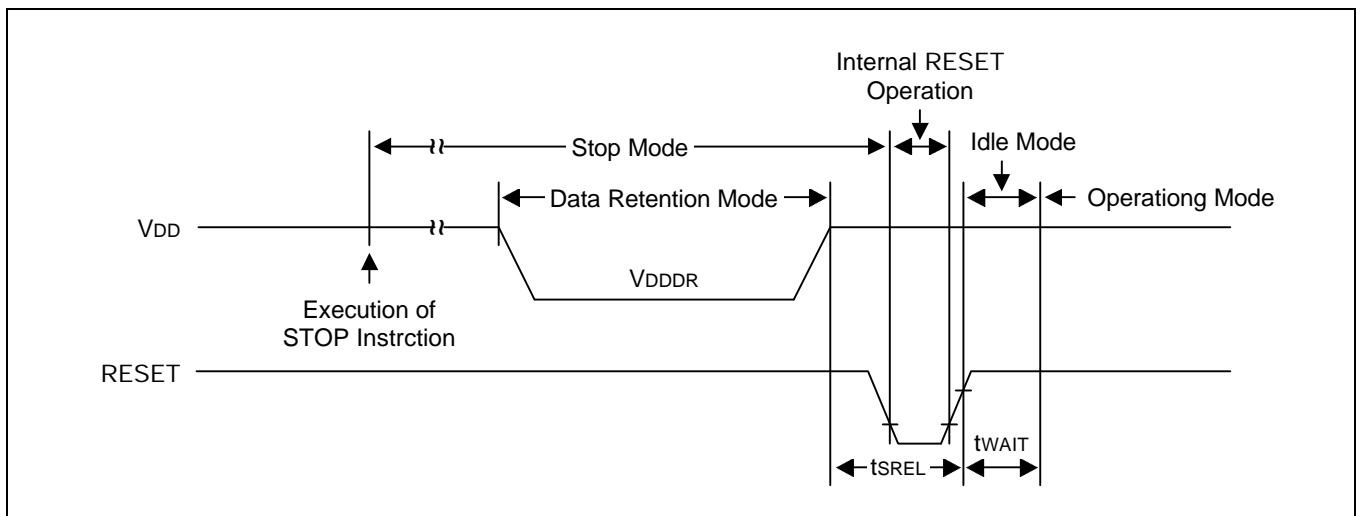 Internal RESET
Operation
Idle Mode
Stop Mode
Data Retention Mode
Operationg Mode
VDD
VDDDR
Execution of
STOP Instrction
RESET
tWAIT
tSREL